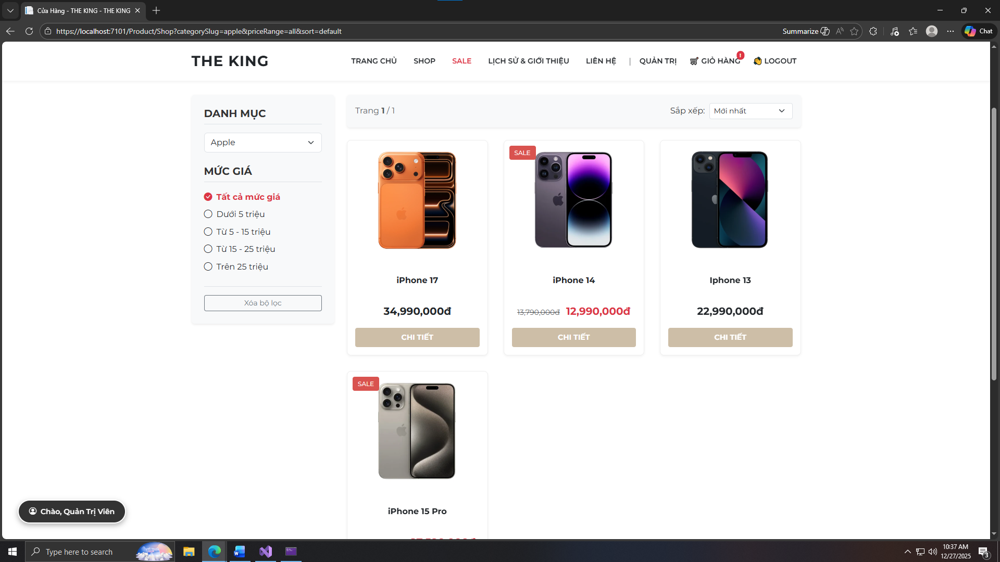 Cửa Hàng - THE KING - THE KING
https://localhost:7101/Product/Shop?categorySlug=apple&priceRange=all&sort=default
Summarize
Chat
THE KING
TRANG CHỦ
SHOP
SALE
LỊCH SỬ & GIỚI THIỆU
LIÊN HỆ
|
QUẢN TRỊ
GIỎ HÀNG
!
LOGOUT
DANH MỤC
Apple
MỨC GIÁ
Tất cả mức giá
Dưới 5 triệu
Từ 5 - 15 triệu
Từ 15 - 25 triệu
Trên 25 triệu
Xóa bộ lọc
Trang 1 / 1
Sắp xếp:
Mới nhất
iPhone 17
34,990,000đ
CHI TIẾT
SALE
iPhone 14
13,790,000đ 12,990,000đ
CHI TIẾT
Iphone 13
22,990,000đ
CHI TIẾT
SALE
iPhone 15 Pro
Chào, Quản Trị Viên
Type here to search
10:37 AM
12/27/2025
3